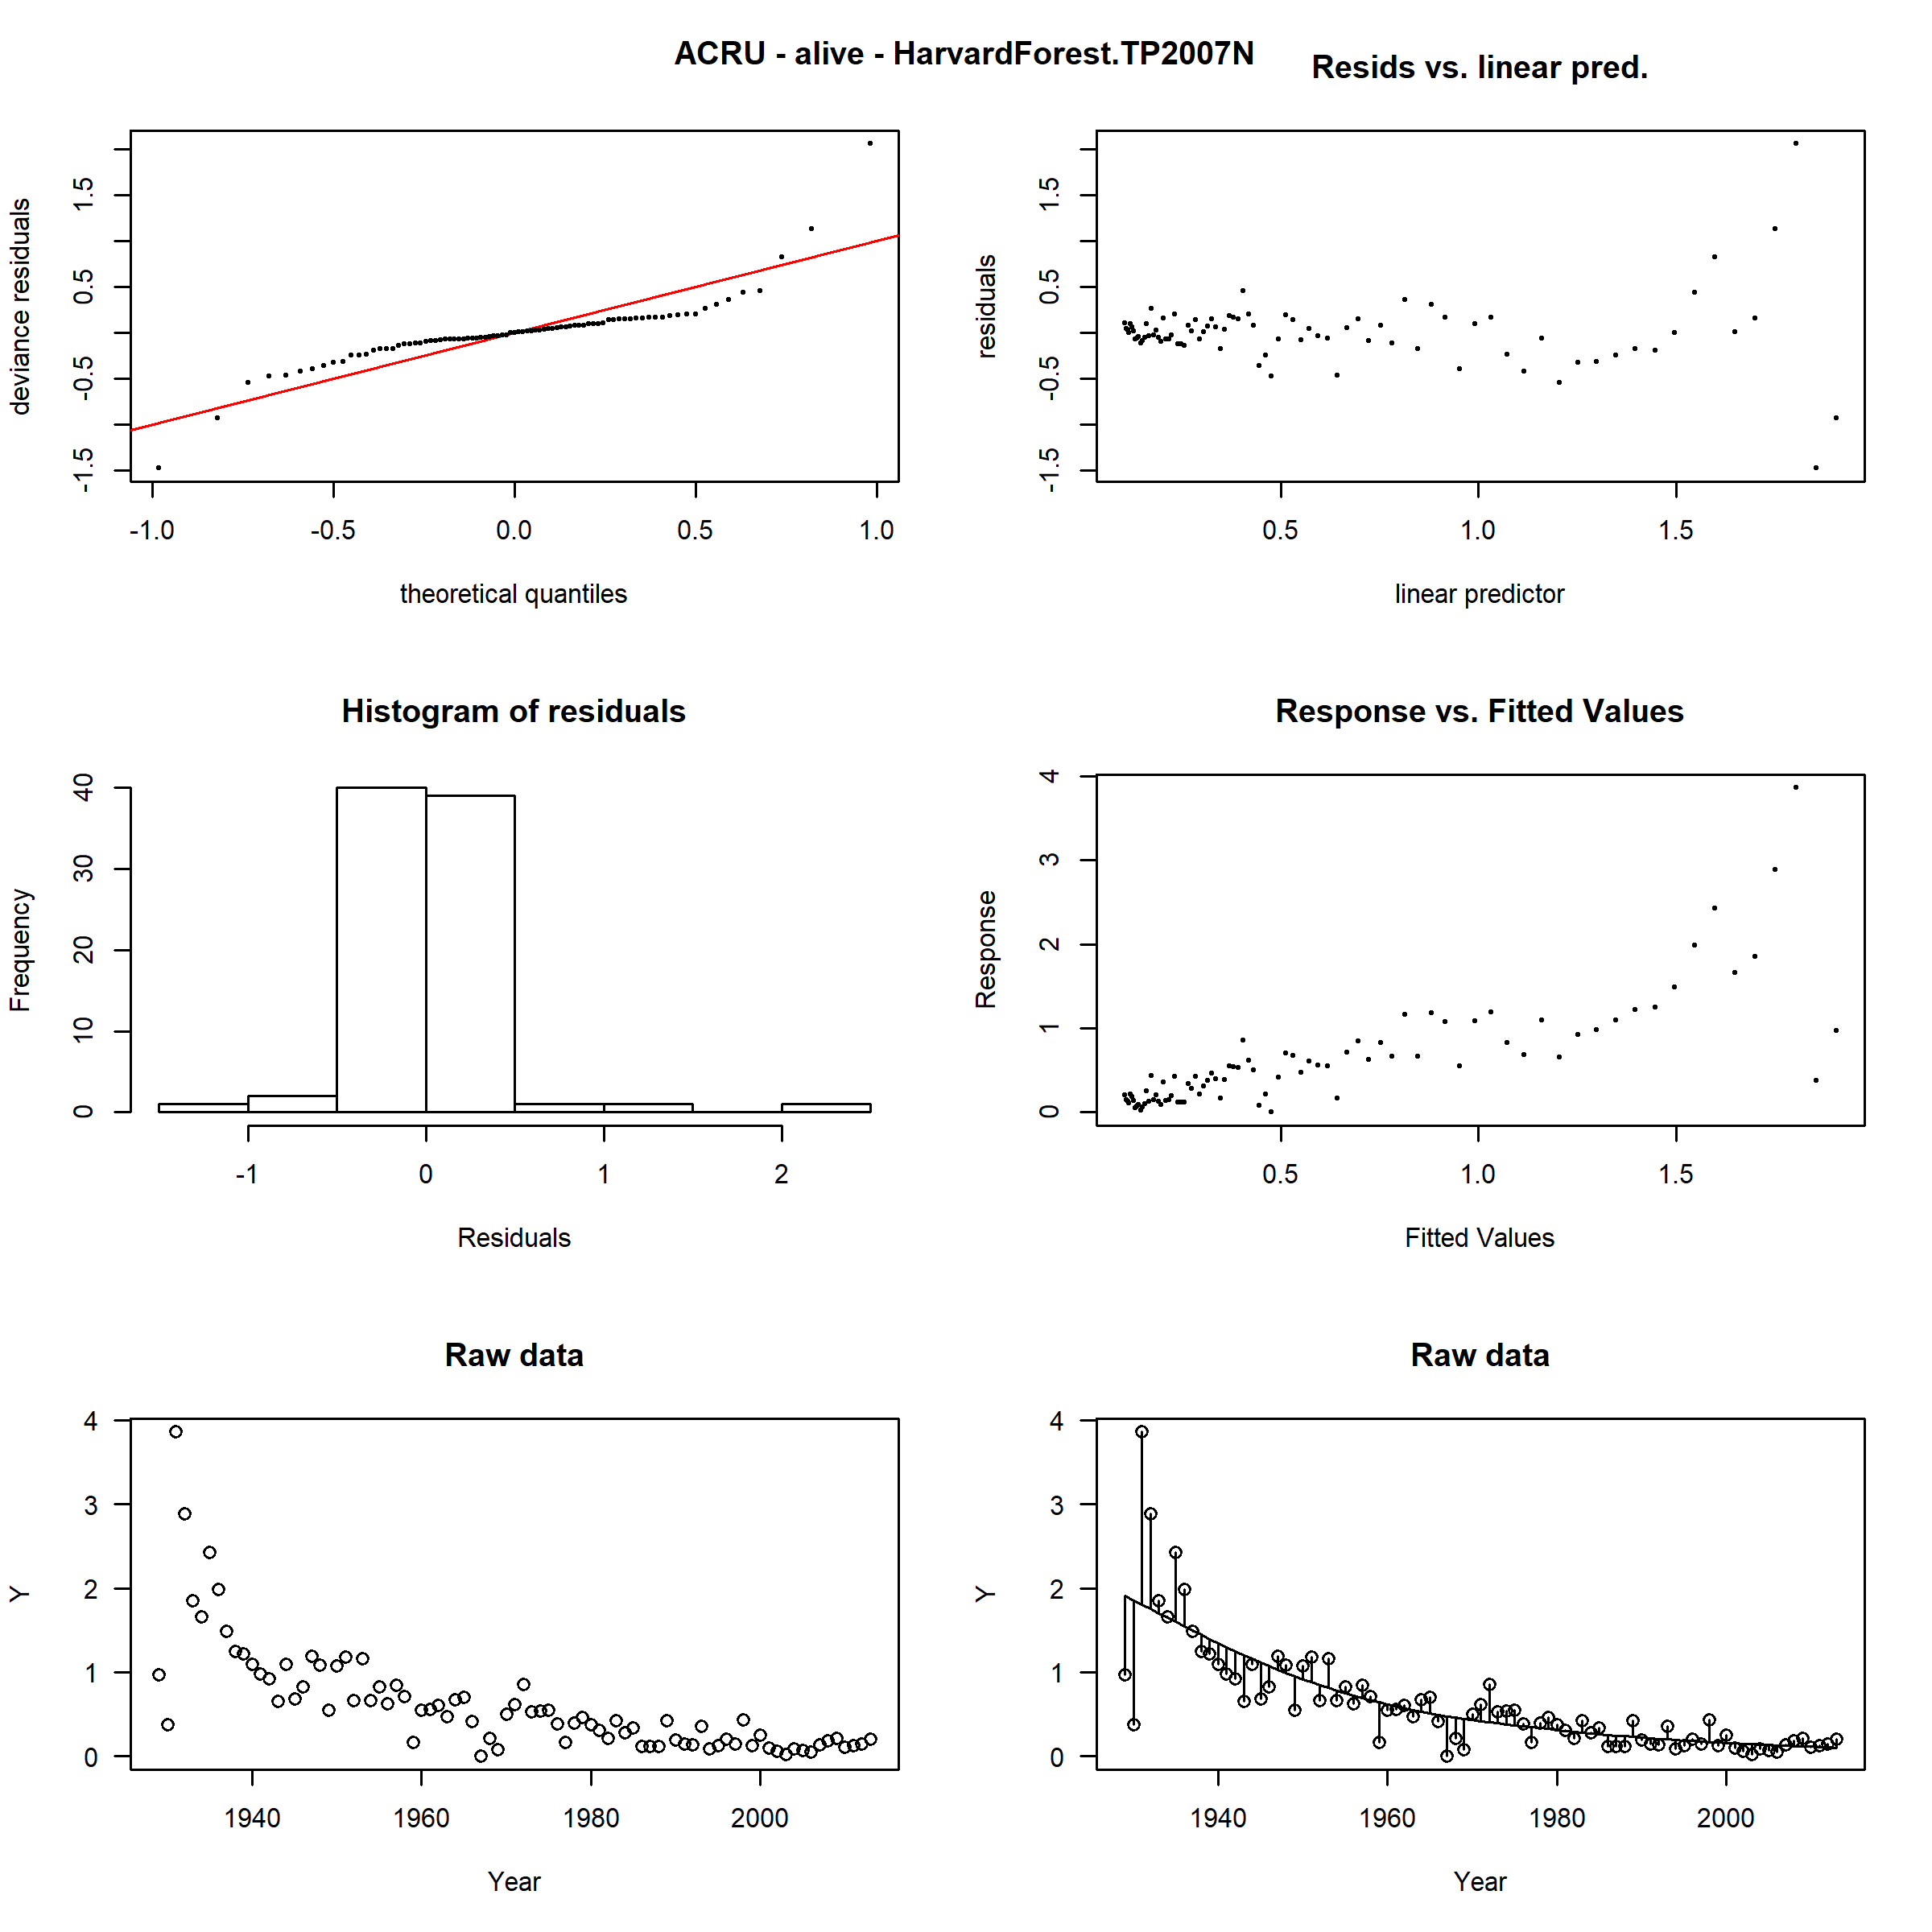 ACRU - alive - HarvardForest.TP2007N
Resids vs. linear pred.
deviance residuals
-1.5 -0.5 0.5 1.5
-1.0 -0.5 0.0 0.5 1.0
theoretical quantiles
residuals
-1.5 -0.5 0.5 1.5
0.5 1.0 1.5
linear predictor
Histogram of residuals
Frequency
0 10 20 30 40
-1 0 1 2
Residuals
Response vs. Fitted Values
Response
0 1 2 3 4
0.5 1.0 1.5
Fitted Values
Raw data
Y
0 1 2 3 4
1940 1960 1980 2000
Year
Raw data
Y
0 1 2 3 4
1940 1960 1980 2000
Year